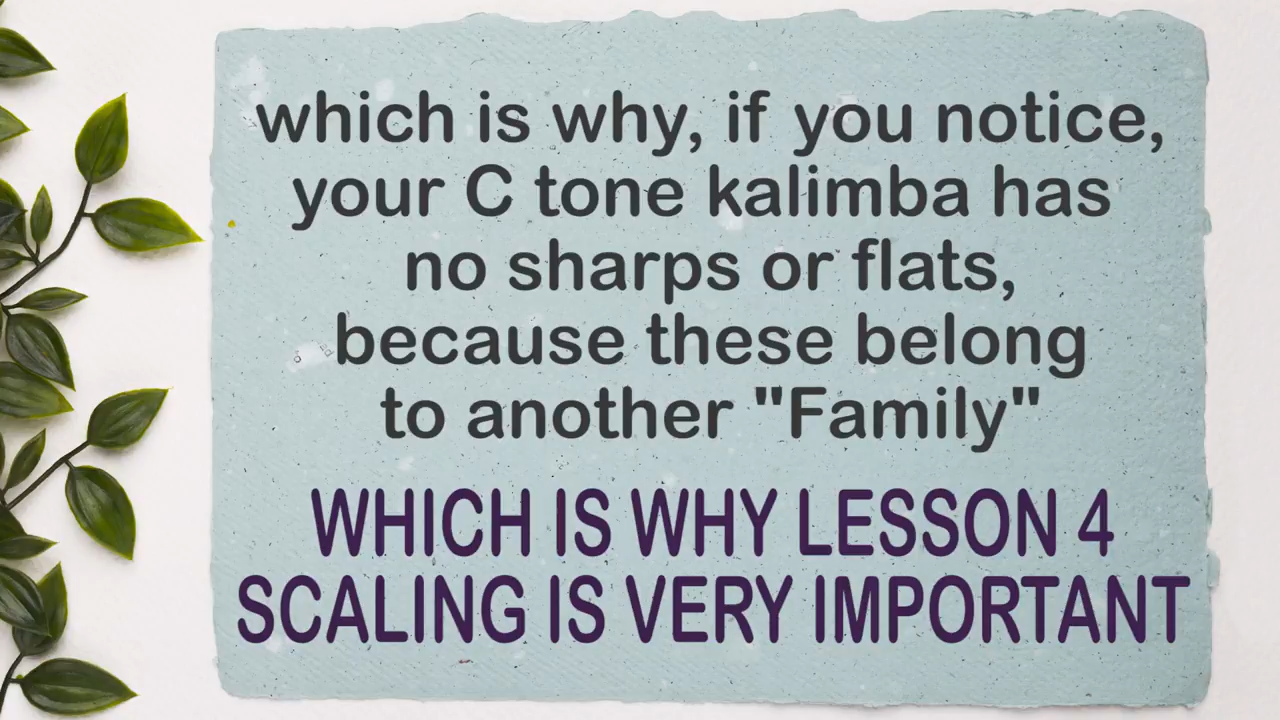 which is why, if you notice,
your C tone kalimba has
no sharps or flats,
because these belong
to another "Family"
WHICH IS WHY LESSON 4
SCALING IS VERY IMPORTANT